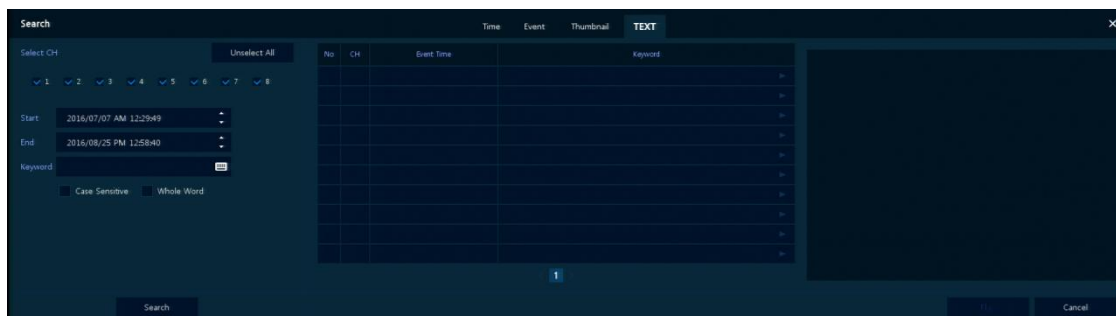 Search
Time Event Thumbnail TEXT
Select CH Unselect All
1 2 3 4 5 6 7 8
Start 2016/07/07 AM 12:29:49
End 2016/08/25 PM 12:58:40
Keyword
Case Sensitive Whole Word
No CH Event Time Keyword
1
Search
Cancel